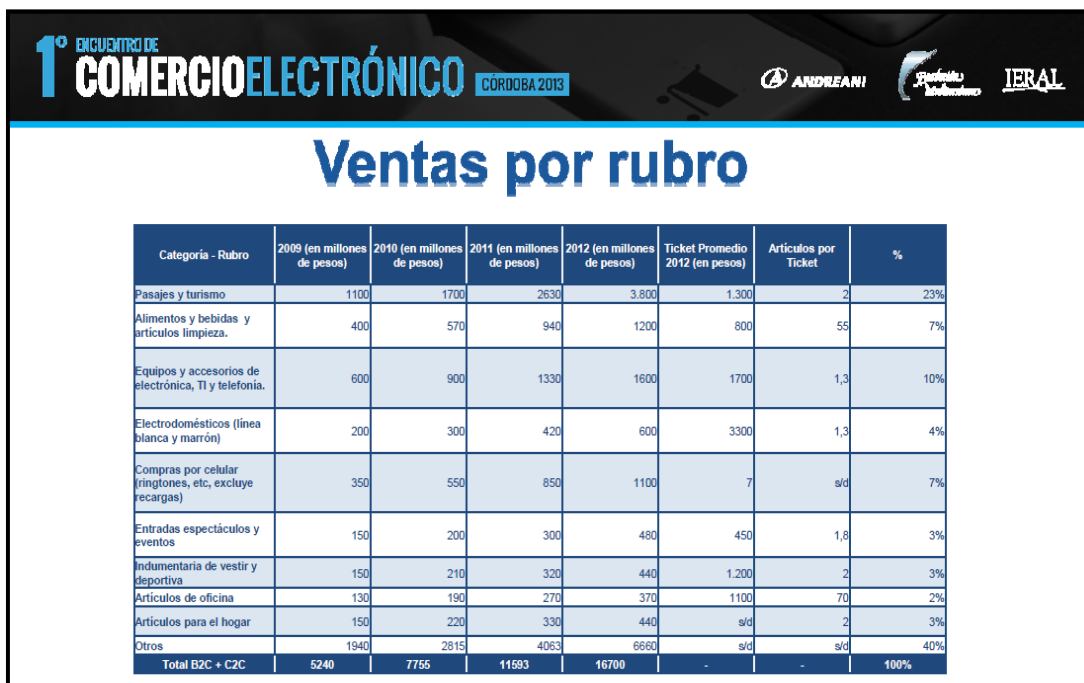 1º ENCUENTRO DE
COMERCIOELECTRÓNICO CÓRDOBA 2013
ANDREANI
IERAL
Ventas por rubro
Categoría - Rubro | 2009 (en millones de pesos) | 2010 (en millones de pesos) | 2011 (en millones de pesos) | 2012 (en millones de pesos) | Ticket Promedio 2012 (en pesos) | Artículos por Ticket | %
Pasajes y turismo | 1100 | 1700 | 2630 | 3.800 | 1.300 | 2 | 23%
Alimentos y bebidas y artículos limpieza. | 400 | 570 | 940 | 1200 | 800 | 55 | 7%
Equipos y accesorios de electrónica, TI y telefonía. | 600 | 900 | 1330 | 1600 | 1700 | 1,3 | 10%
Electrodomésticos (línea blanca y marrón) | 200 | 300 | 420 | 600 | 3300 | 1,3 | 4%
Compras por celular (ringtones, etc, excluye recargas) | 350 | 550 | 850 | 1100 | 7 | s/d | 7%
Entradas espectáculos y eventos | 150 | 200 | 300 | 480 | 450 | 1,8 | 3%
Indumentaria de vestir y deportiva | 150 | 210 | 320 | 440 | 1.200 | 2 | 3%
Artículos de oficina | 130 | 190 | 270 | 370 | 1100 | 70 | 2%
Artículos para el hogar | 150 | 220 | 330 | 440 | s/d | 2 | 3%
Otros | 1940 | 2815 | 4063 | 6660 | s/d | s/d | 40%
Total B2C + C2C | 5240 | 7755 | 11593 | 16700 | - | - | 100%